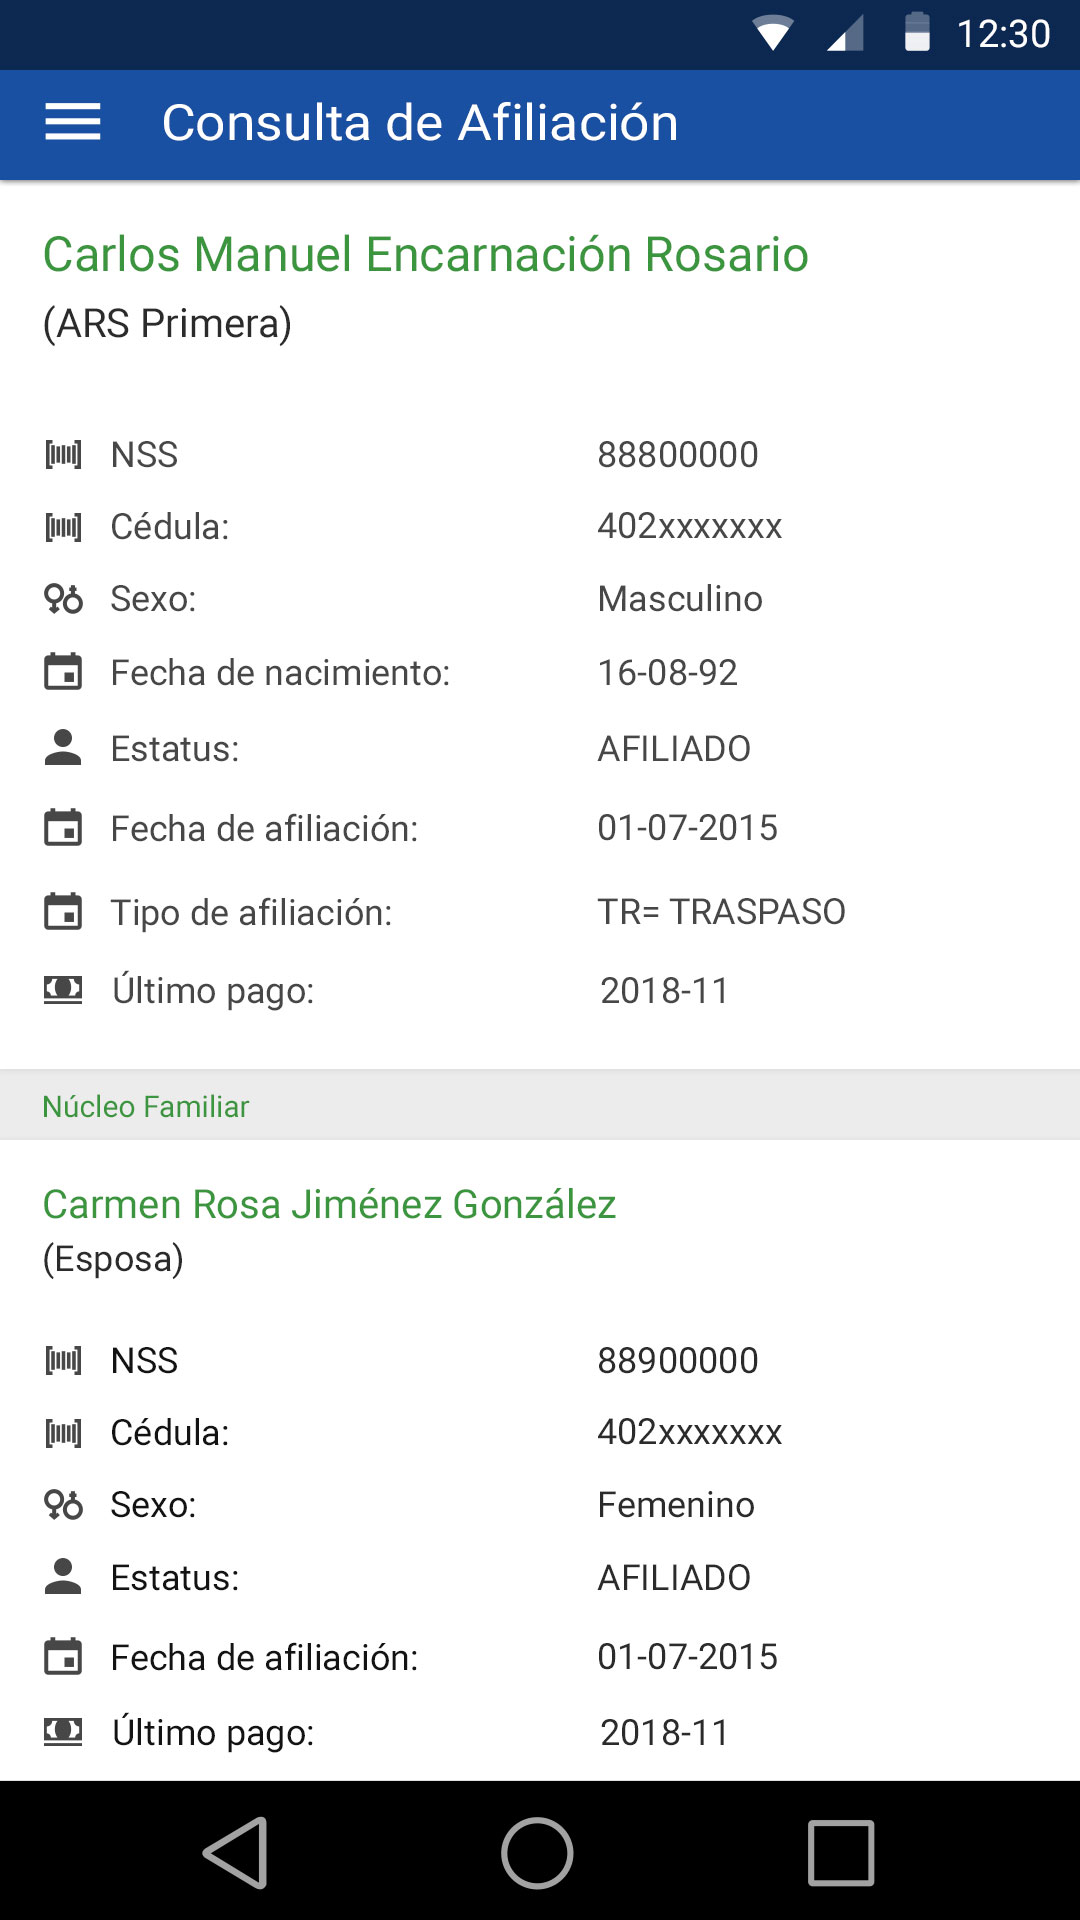 12:30
Consulta de Afiliación
Carlos Manuel Encarnación Rosario
(ARS Primera)
NSS 88800000
Cédula: 402xxxxxxx
Sexo: Masculino
Fecha de nacimiento: 16-08-92
Estatus: AFILIADO
Fecha de afiliación: 01-07-2015
Tipo de afiliación: TR= TRASPASO
Último pago: 2018-11
Núcleo Familiar
Carmen Rosa Jiménez González
(Esposa)
NSS 88900000
Cédula: 402xxxxxxx
Sexo: Femenino
Estatus: AFILIADO
Fecha de afiliación: 01-07-2015
Último pago: 2018-11